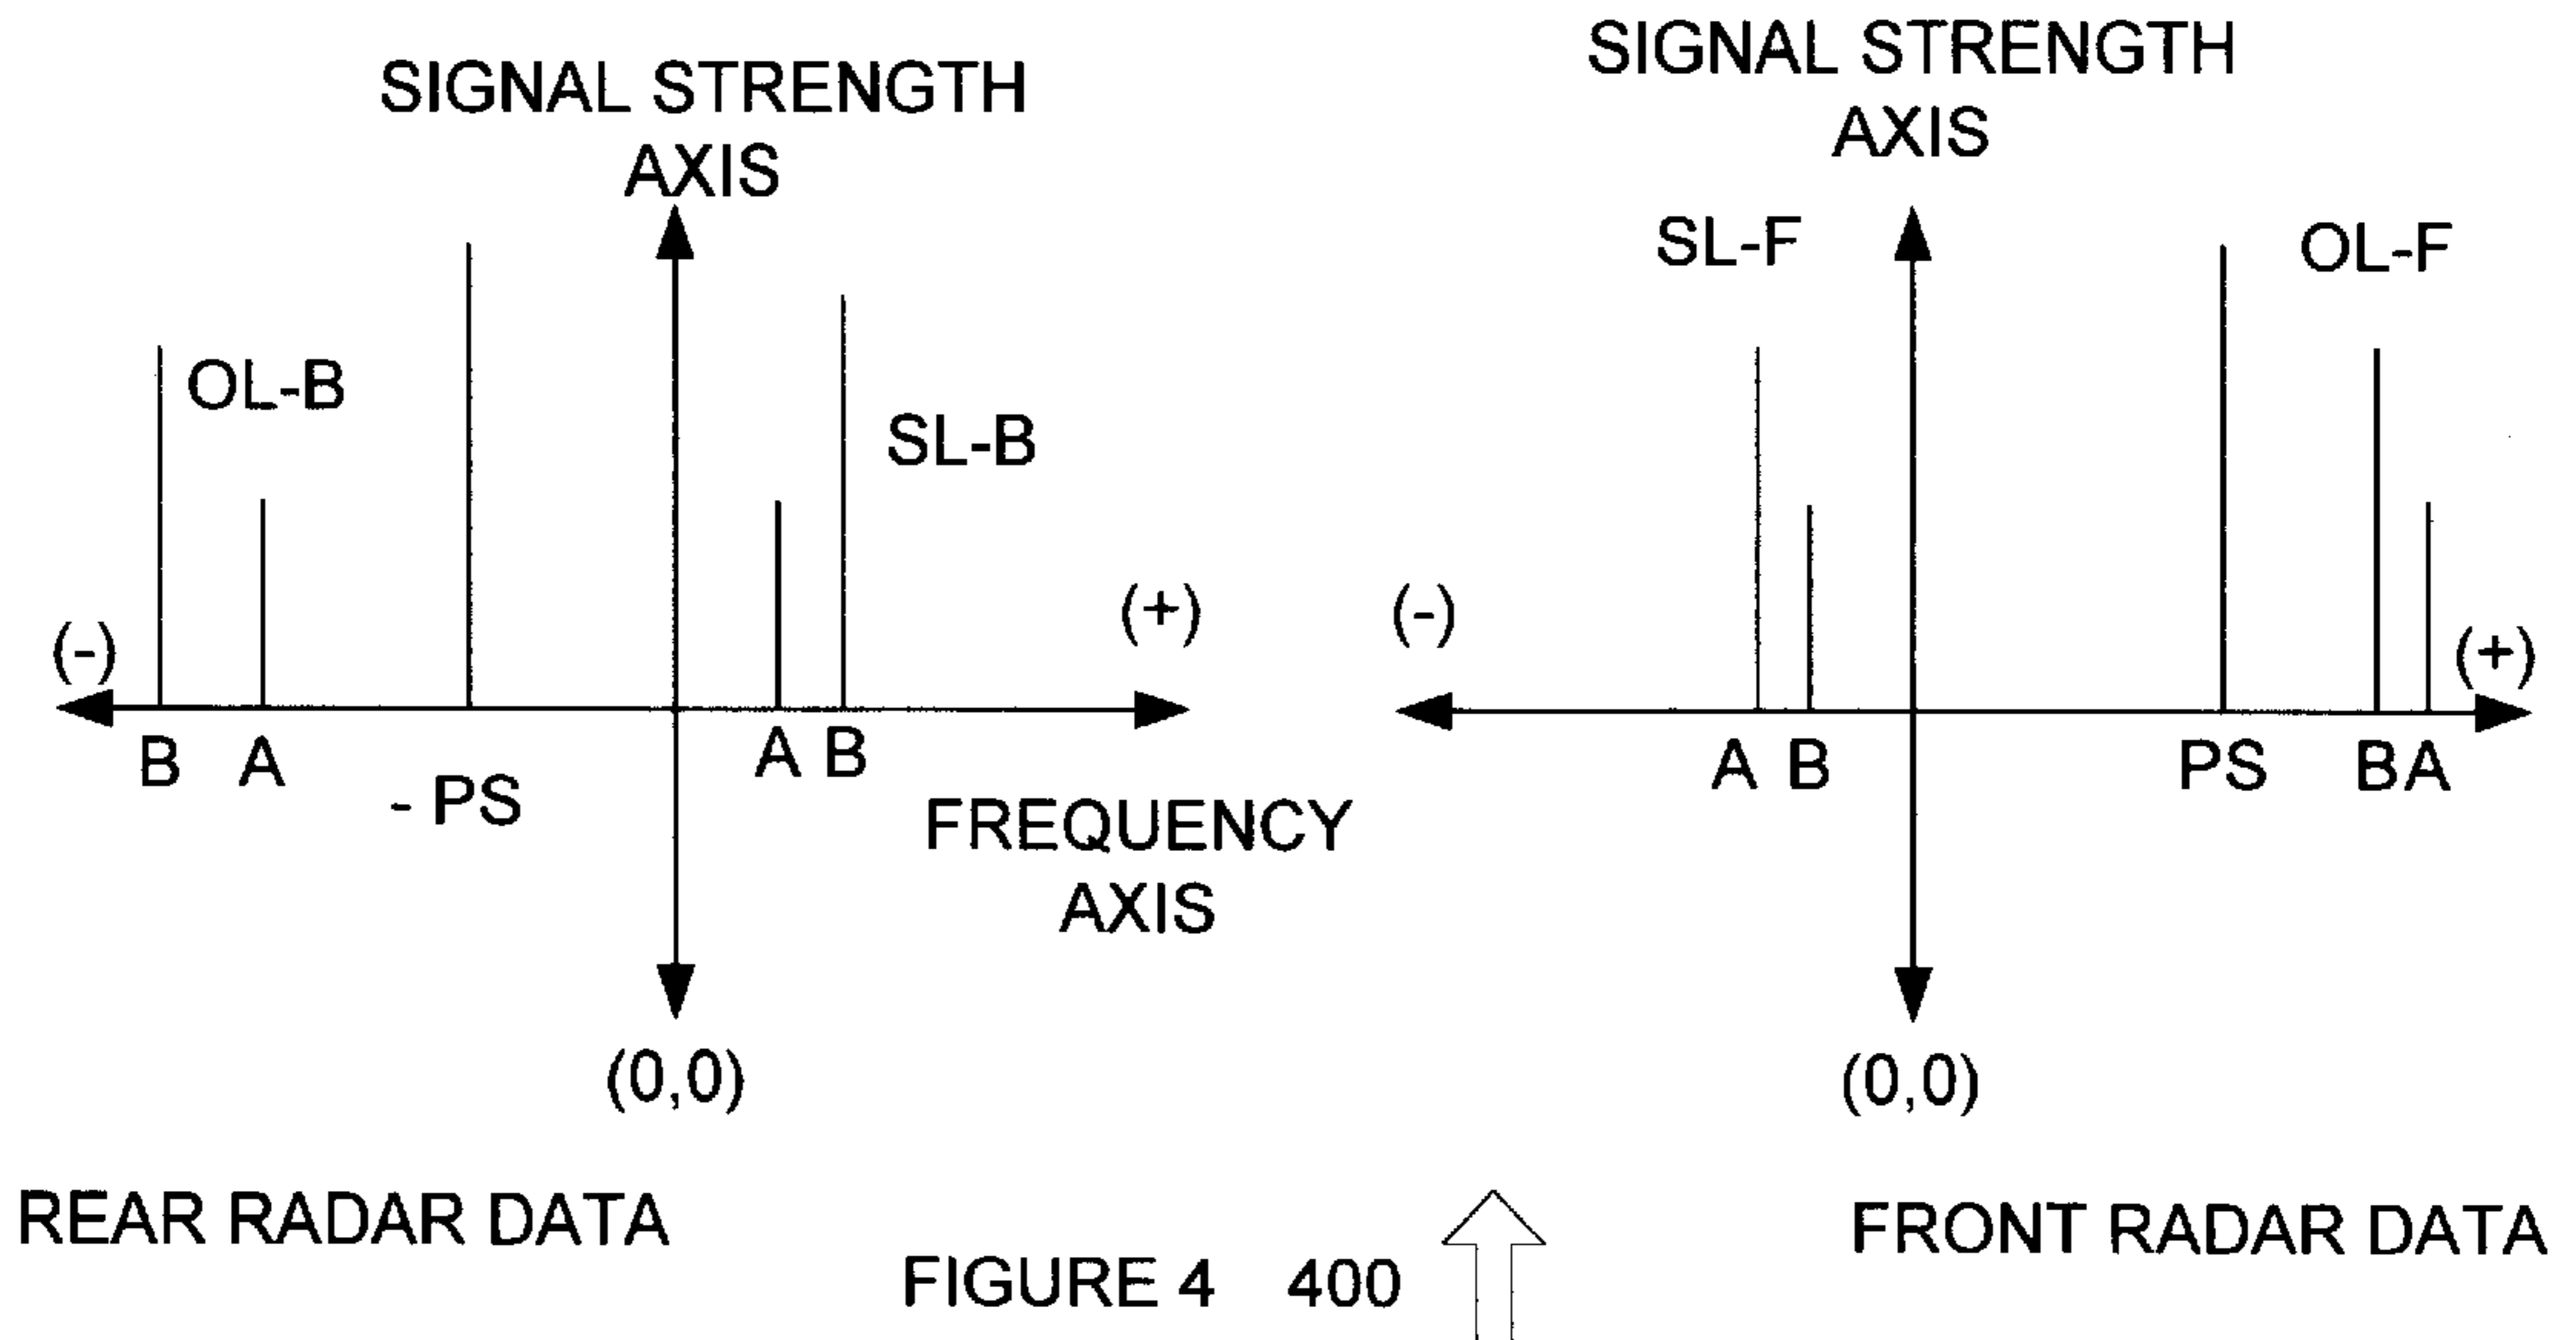 SIGNAL STRENGTH
AXIS
OL-B
SL-B
(-)
(+)
B A - PS A B
FREQUENCY
AXIS
(0,0)
REAR RADAR DATA
SIGNAL STRENGTH
AXIS
SL-F
OL-F
(-)
(+)
A B PS B A
(0,0)
FRONT RADAR DATA
FIGURE 4 400